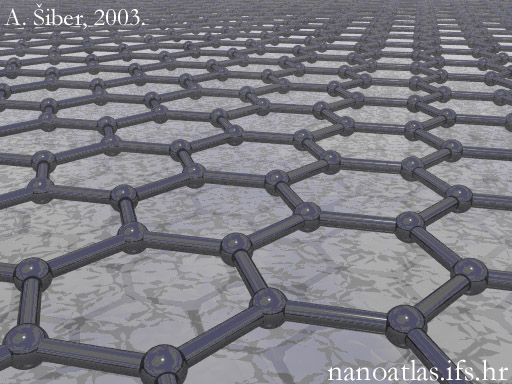 A. Šiber, 2003.
nanoatlas.ifs.hr